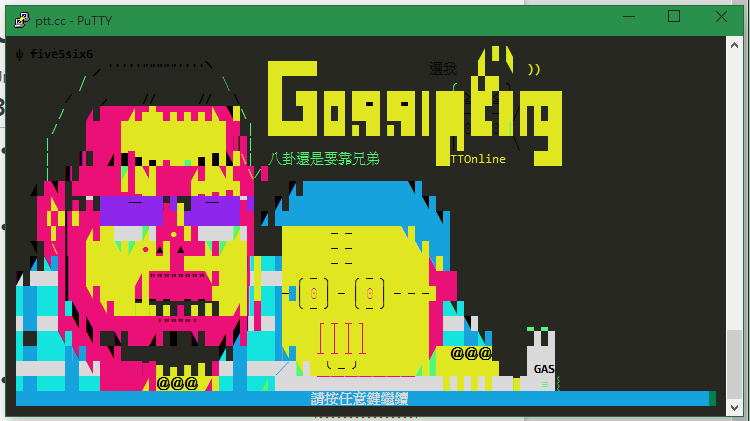 ptt.cc - PuTTY
ψ five5six6
選我
Gossiping
八卦還是要靠兄弟
TTOnline
@@@
GAS
@@@
請按任意鍵繼續